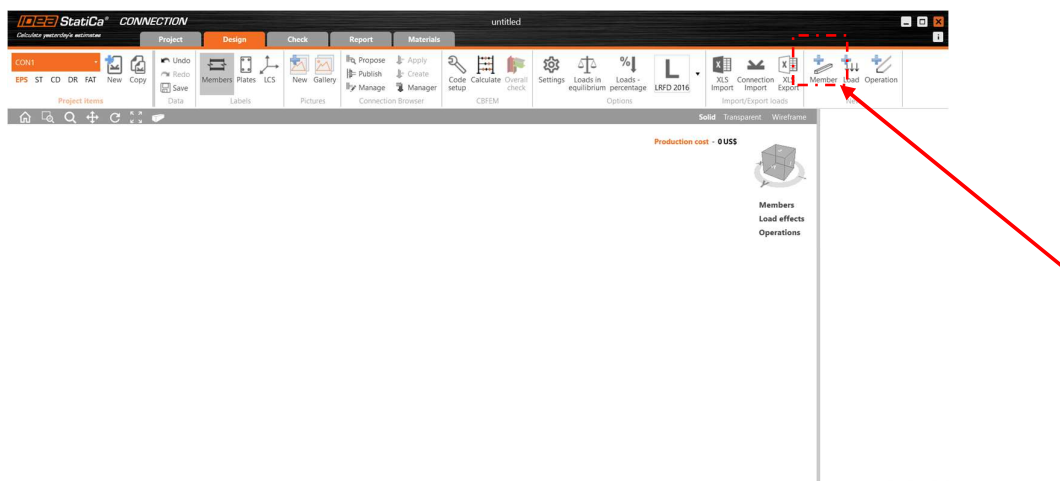 IDEA StatiCa® CONNECTION
untitled
Calculate yesterday's estimates
Project Design Check Report Materials
i
CON1
EPS ST CD DR FAT
New Copy
Project items
Undo
Redo
Save
Data
Members Plates LCS
Labels
New Gallery
Pictures
Propose Apply
Publish Create
Manage Manager
Connection Browser
Code setup Calculate Overall check
CBFEM
Settings Loads in equilibrium Loads - percentage
%
L
LRFD 2016
Options
XLS Import Connection Import XLS Export
Import/Export loads
Member Load Operation
Solid Transparent Wireframe
Production cost - 0 US$
Members
Load effects
Operations